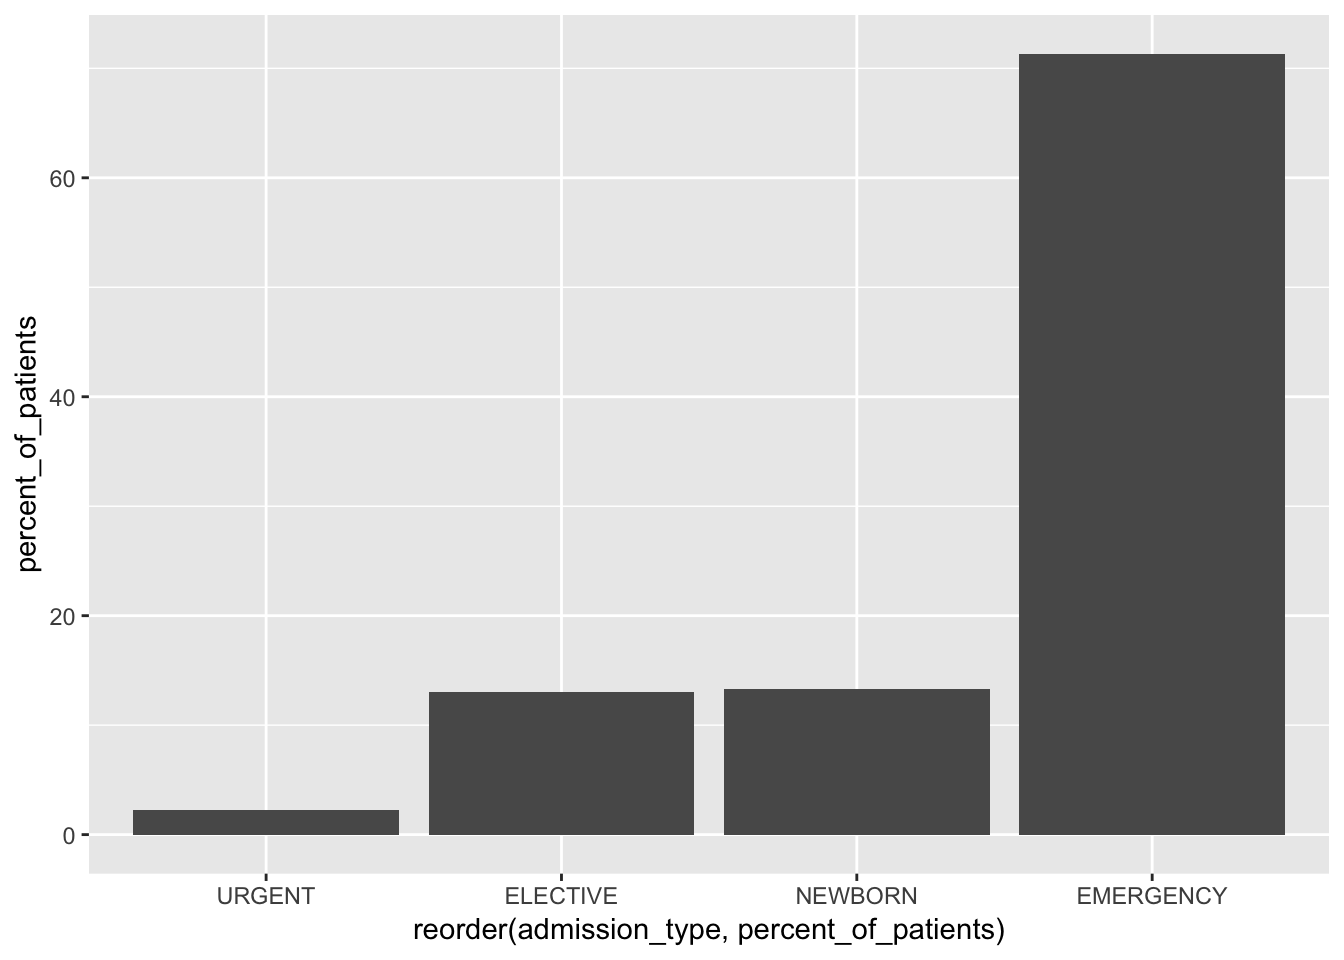 percent_of_patients
60
40
20
0
URGENT ELECTIVE NEWBORN EMERGENCY
reorder(admission_type, percent_of_patients)